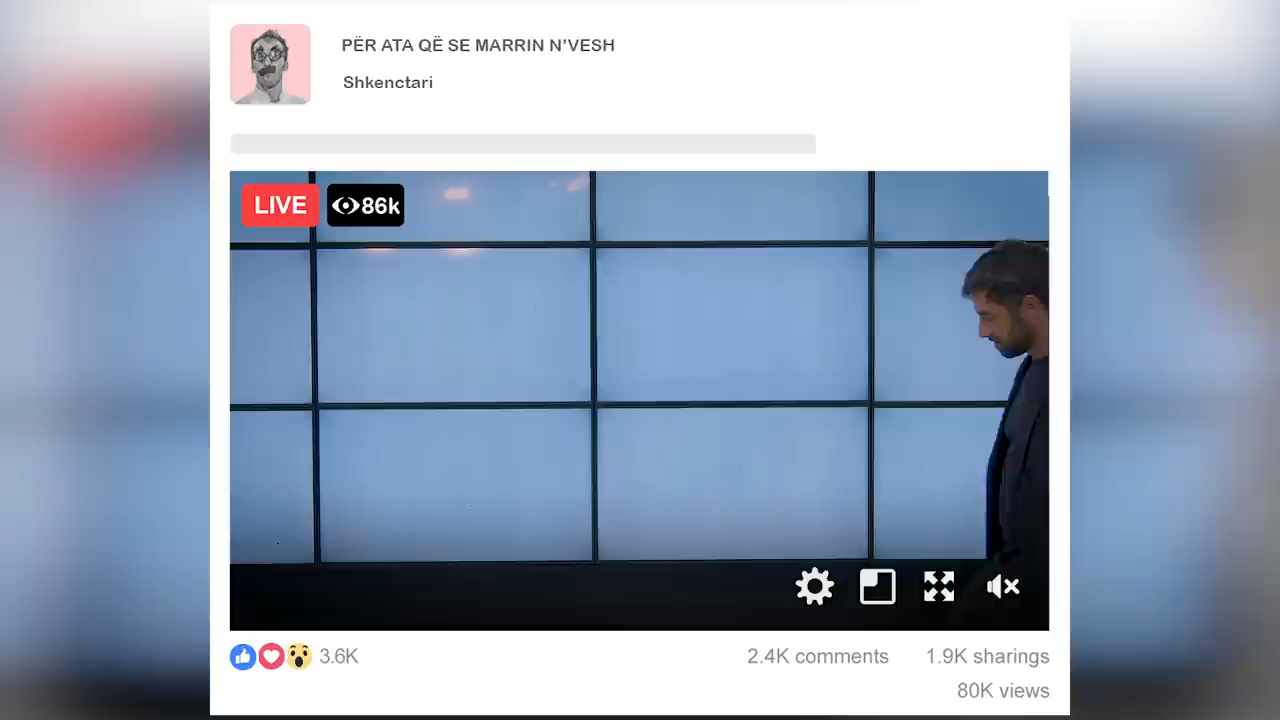 PËR ATA QË SE MARRIN N’VESH
Shkenctari
LIVE 86k
3.6K 2.4K comments 1.9K sharings
80K views